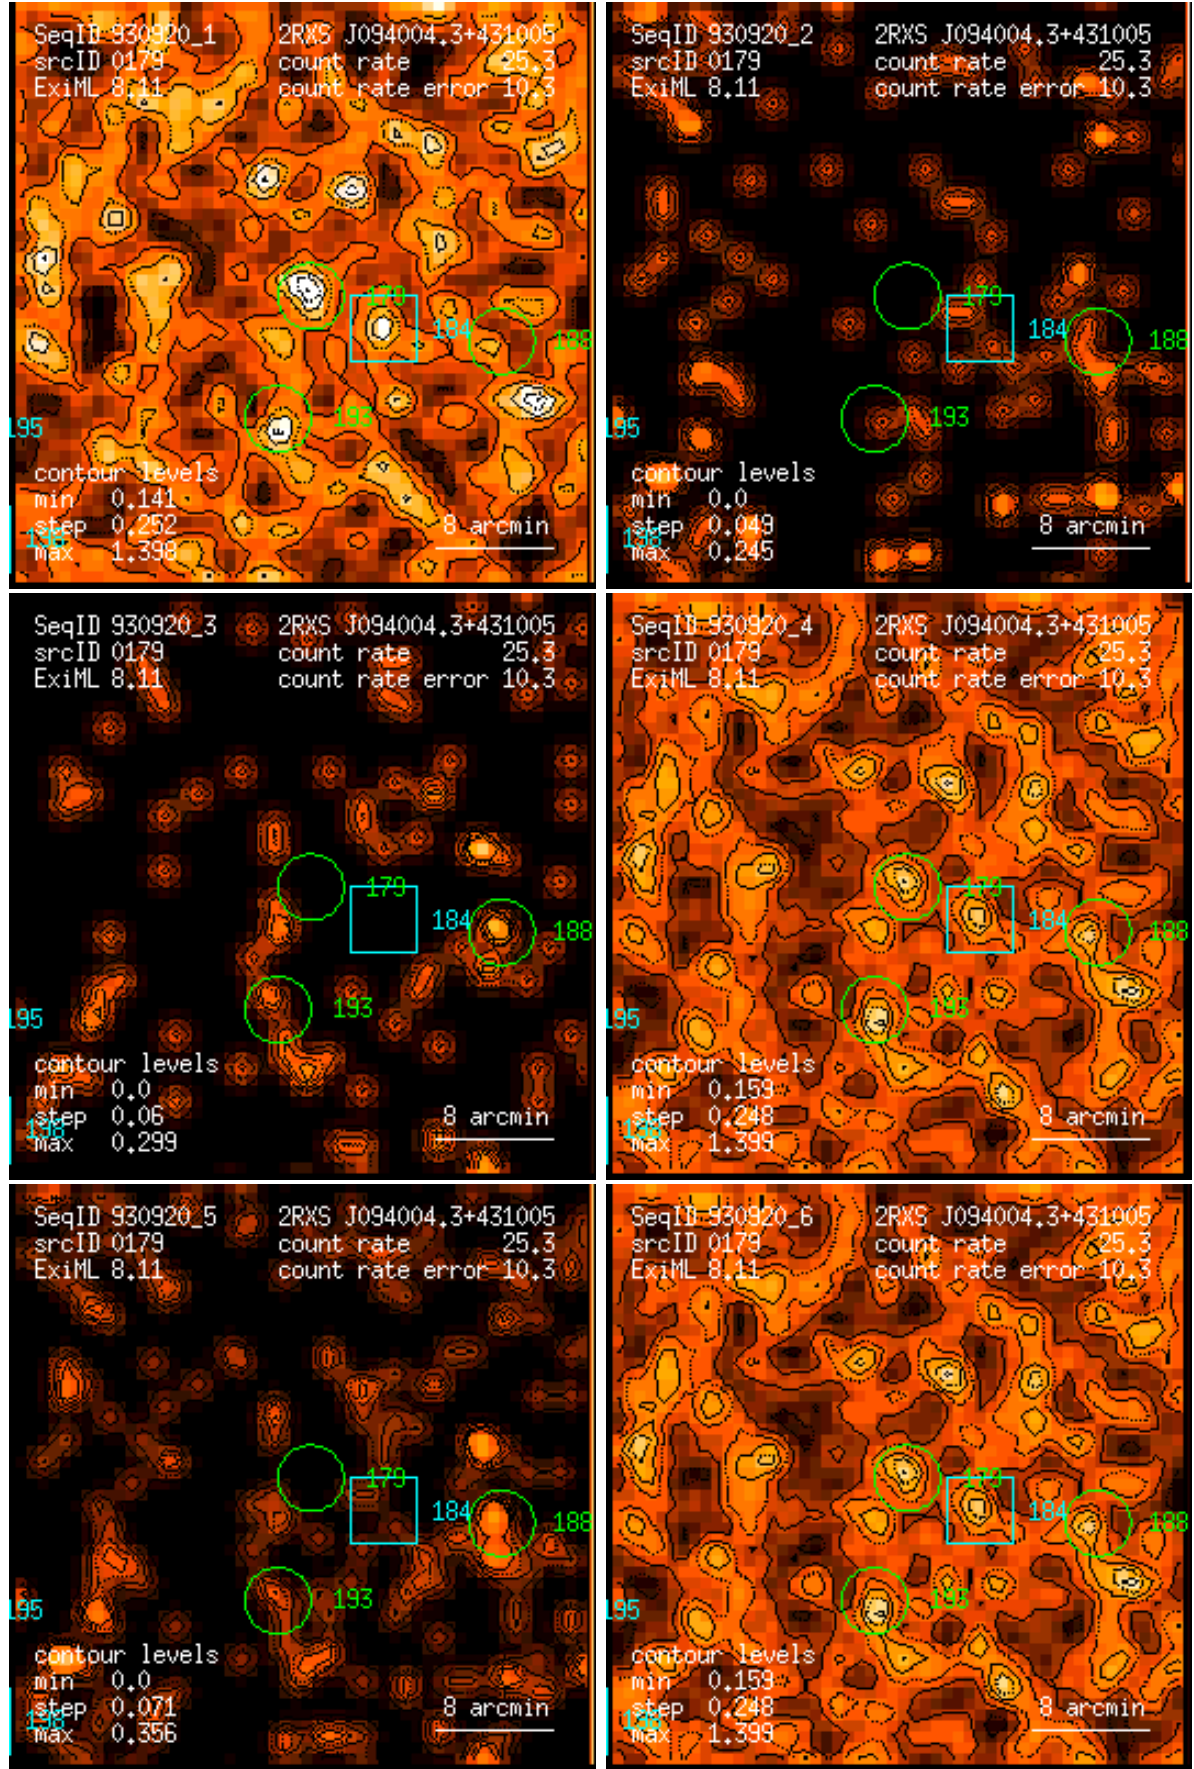 SeqID 930920_1 2RXS J094004.3+431005
srcID 0179 count rate 25.3
ExiML 8.11 count rate error 10.3
179
184 188
193
195
contour levels
min 0.141
step 0.252 8 arcmin
198
max 1.398
SeqID 930920_2 2RXS J094004.3+431005
srcID 0179 count rate 25.3
ExiML 8.11 count rate error 10.3
179
184 188
193
195
contour levels
min 0.0
step 0.049 8 arcmin
198
max 0.245
SeqID 930920_3 2RXS J094004.3+431005
srcID 0179 count rate 25.3
ExiML 8.11 count rate error 10.3
179
184 188
193
195
contour levels
min 0.0
step 0.06 8 arcmin
198
max 0.299
SeqID 930920_4 2RXS J094004.3+431005
srcID 0179 count rate 25.3
ExiML 8.11 count rate error 10.3
179
184 188
193
195
contour levels
min 0.159
step 0.248 8 arcmin
198
max 1.399
SeqID 930920_5 2RXS J094004.3+431005
srcID 0179 count rate 25.3
ExiML 8.11 count rate error 10.3
179
184 188
193
195
contour levels
min 0.0
step 0.071 8 arcmin
198
max 0.356
SeqID 930920_6 2RXS J094004.3+431005
srcID 0179 count rate 25.3
ExiML 8.11 count rate error 10.3
179
184 188
193
195
contour levels
min 0.159
step 0.248 8 arcmin
198
max 1.399